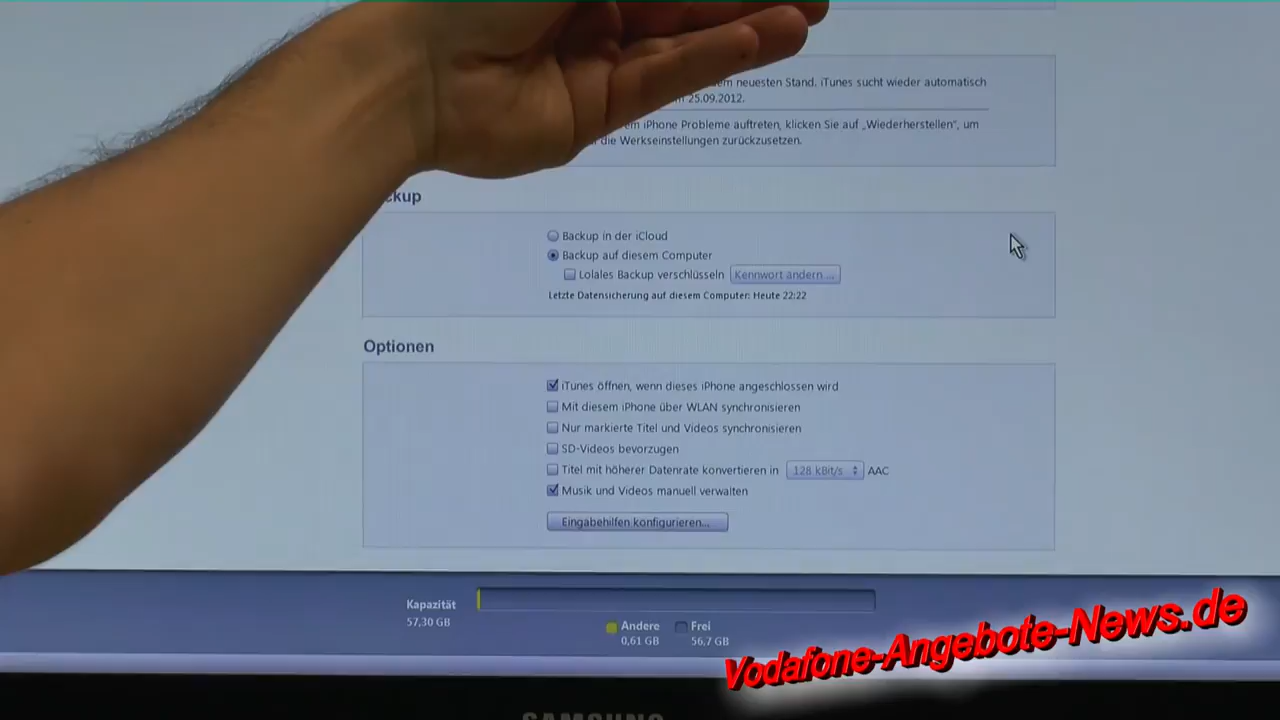 m neuesten Stand. iTunes sucht wieder automatisch
25.09.2012.
iPhone Probleme auftreten, klicken Sie auf „Wiederherstellen“, um
die Werkseinstellungen zurückzusetzen.
ckup
Backup in der iCloud
Backup auf diesem Computer
Lolales Backup verschlüsseln Kennwort ändern ...
Letzte Datensicherung auf diesem Computer: Heute 22:22
Optionen
iTunes öffnen, wenn dieses iPhone angeschlossen wird
Mit diesem iPhone über WLAN synchronisieren
Nur markierte Titel und Videos synchronisieren
SD-Videos bevorzugen
Titel mit höherer Datenrate konvertieren in 128 kBit/s AAC
Musik und Videos manuell verwalten
Eingabehilfen konfigurieren...
Kapazität
57,30 GB
Andere
0,61 GB
Frei
56,7 GB
Vodafone-Angebote-News.de
SAMSUNG